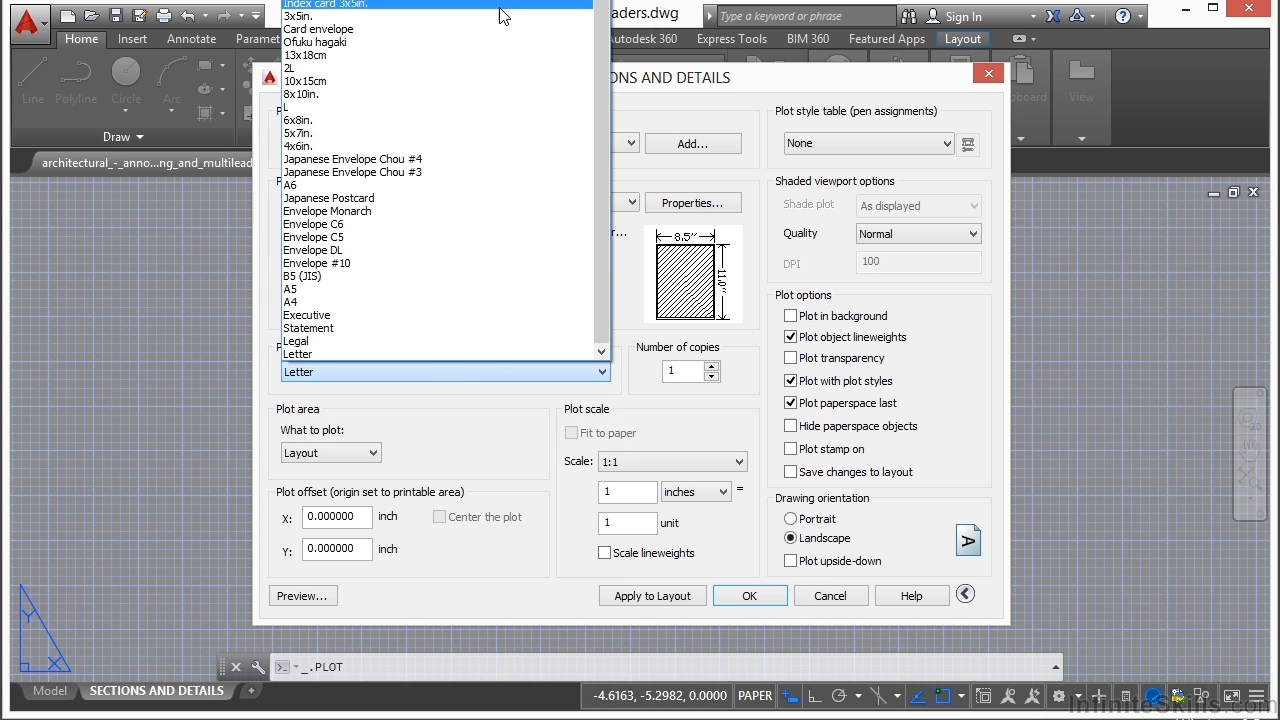 Index card 3x5in.
3x5in.
Card envelope
Ofuku hagaki
13x18cm
2L
10x15cm
8x10in.
L
6x8in.
5x7in.
4x6in.
Japanese Envelope Chou #4
Japanese Envelope Chou #3
A6
Japanese Postcard
Envelope Monarch
Envelope C6
Envelope C5
Envelope DL
Envelope #10
B5 (JIS)
A5
A4
Executive
Statement
Legal
Letter
Letter
aders.dwg
Type a keyword or phrase
Sign In
Home
Insert
Annotate
Paramet
utodesk 360
Express Tools
BIM 360
Featured Apps
Layout
Line
Polyline
Circle
Arc
Draw
pboard
View
architectural_-_anno...ng_and_multilead
IONS AND DETAILS
Add...
Properties...
r...
8.5"
11.0"
Number of copies
1
Plot area
What to plot:
Layout
Plot offset (origin set to printable area)
X:
0.000000
inch
Center the plot
Y:
0.000000
inch
Plot scale
Fit to paper
Scale:
1:1
1
inches
=
1
unit
Scale lineweights
Plot style table (pen assignments)
None
Shaded viewport options
Shade plot
As displayed
Quality
Normal
DPI
100
Plot options
Plot in background
Plot object lineweights
Plot transparency
Plot with plot styles
Plot paperspace last
Hide paperspace objects
Plot stamp on
Save changes to layout
Drawing orientation
Portrait
Landscape
Plot upside-down
A
Preview...
Apply to Layout
OK
Cancel
Help
Y
X
_.PLOT
Model
SECTIONS AND DETAILS
-4.6163, -5.2982, 0.0000
PAPER
InfiniteSkills.com